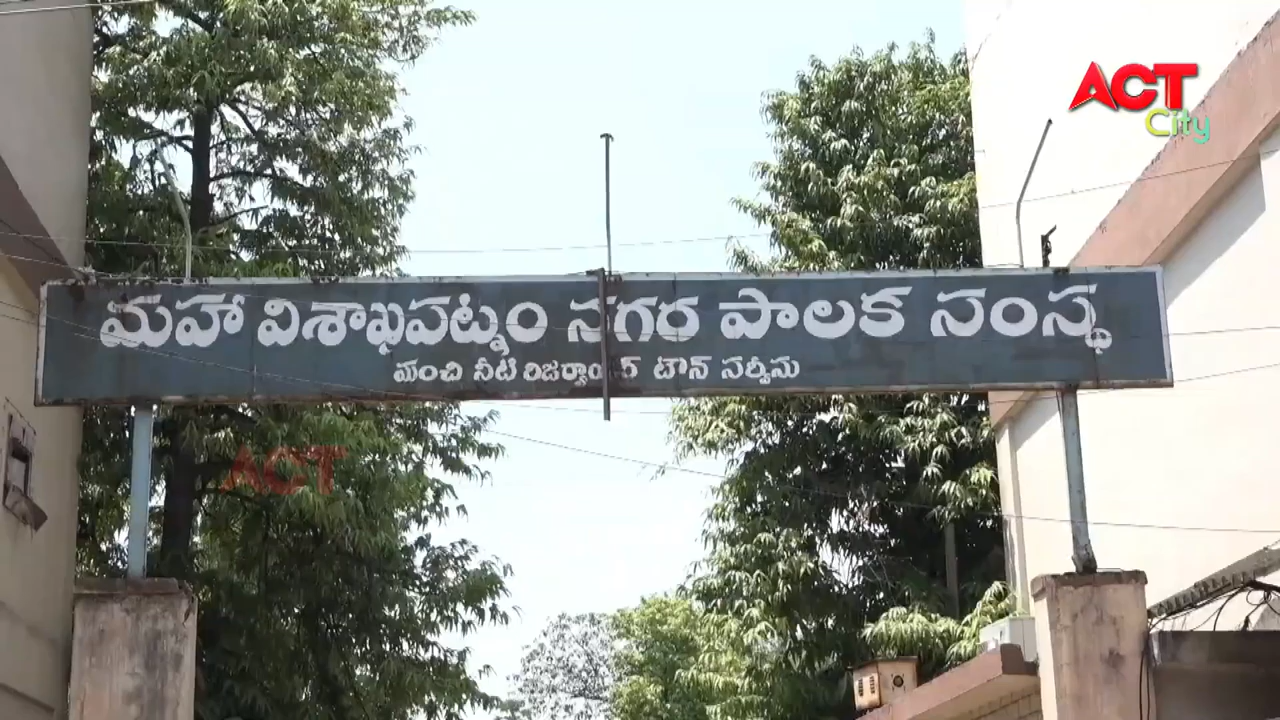 ACT
City
మహా విశాఖపట్నం నగర పాలక సంస్థ
మంచి నీటి రిజర్వాయర్ టౌన్ సర్వీసు
ACT